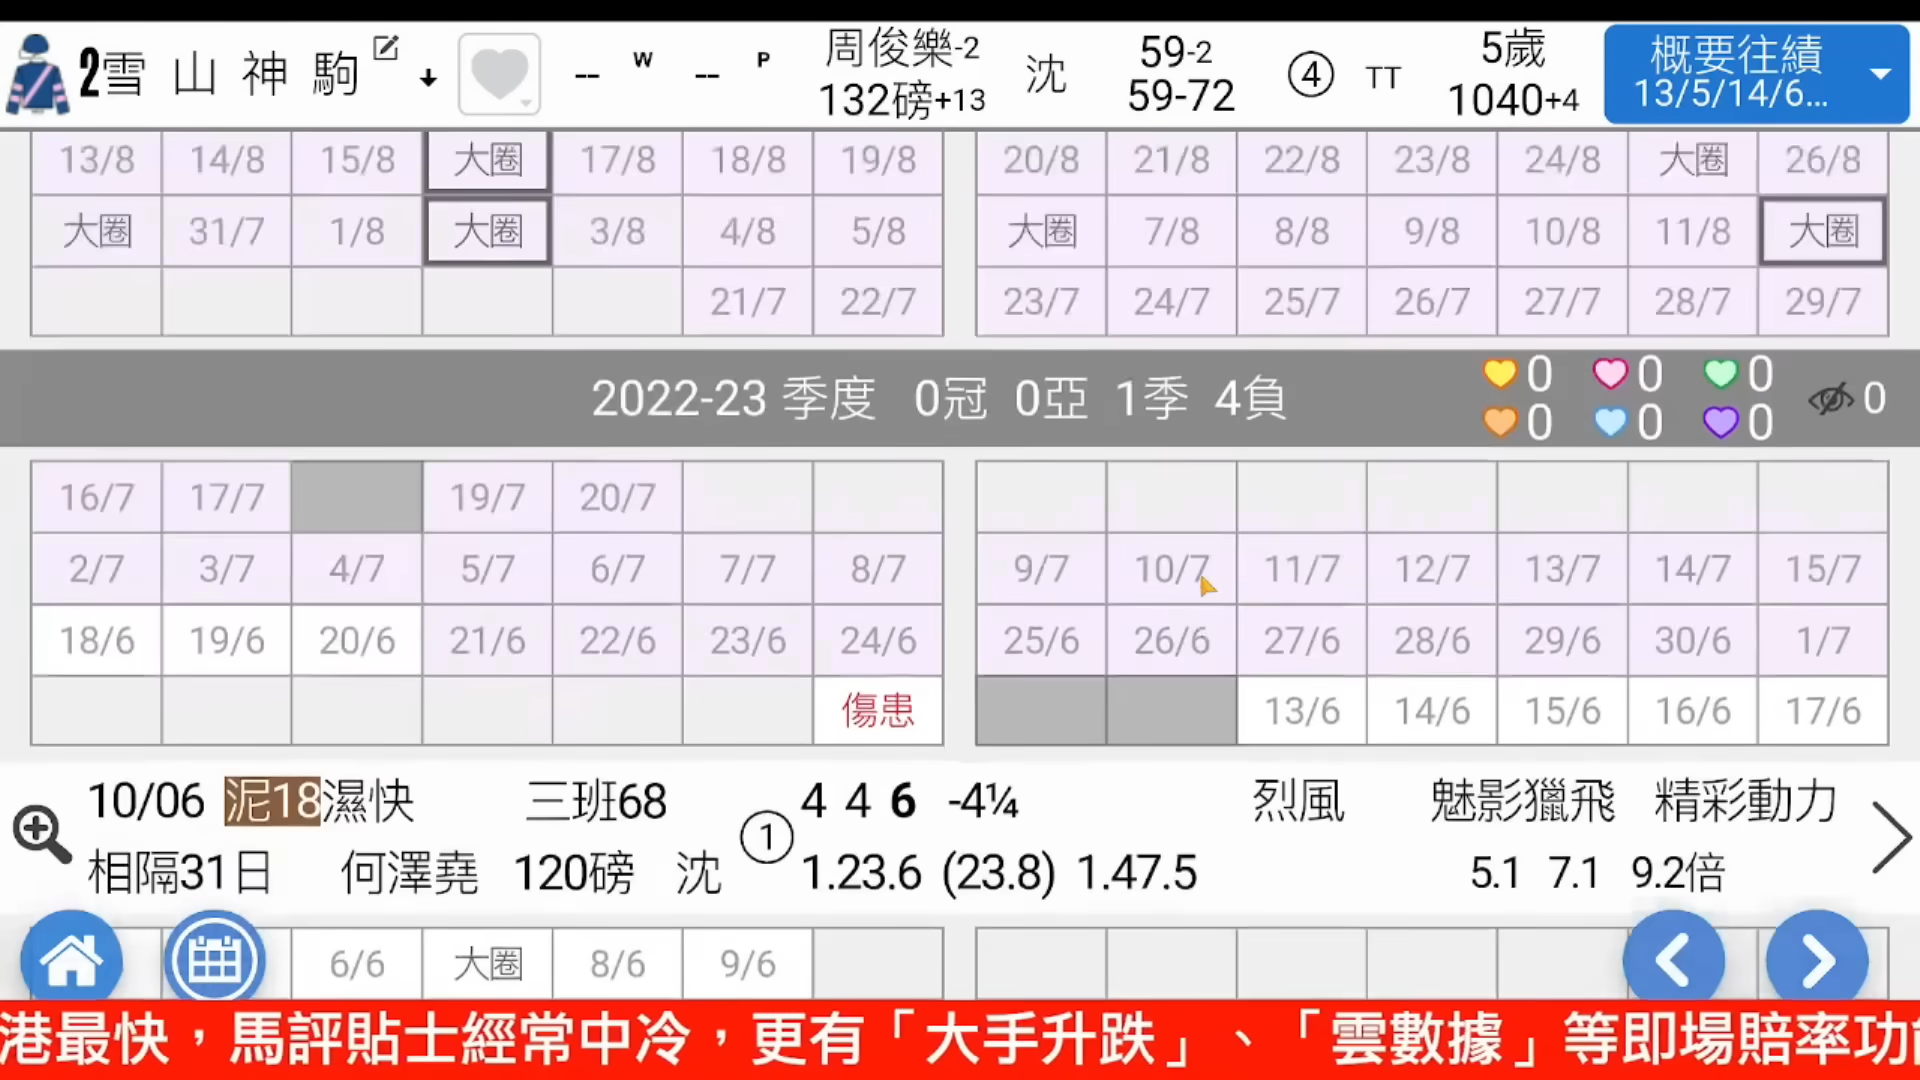 2雪山神駒
-- W -- P
周俊樂-2
132磅+13
沈
59-2
59-72
4
TT
5歲
1040+4
概要往績
13/5/14/6...
13/8 14/8 15/8 大圈 17/8 18/8 19/8 20/8 21/8 22/8 23/8 24/8 大圈 26/8
大圈 31/7 1/8 大圈 3/8 4/8 5/8 大圈 7/8 8/8 9/8 10/8 11/8 大圈
21/7 22/7 23/7 24/7 25/7 26/7 27/7 28/7 29/7
2022-23 季度 0冠 0亞 1季 4負
0 0 0
0 0 0
0
16/7 17/7 19/7 20/7
2/7 3/7 4/7 5/7 6/7 7/7 8/7 9/7 10/7 11/7 12/7 13/7 14/7 15/7
18/6 19/6 20/6 21/6 22/6 23/6 24/6 25/6 26/6 27/6 28/6 29/6 30/6 1/7
傷患 13/6 14/6 15/6 16/6 17/6
10/06 泥18濕快 三班68 1 4 4 6 -4¼ 烈風 魅影獵飛 精彩動力
相隔31日 何澤堯 120磅 沈 1.23.6 (23.8) 1.47.5 5.1 7.1 9.2倍
6/6 大圈 8/6 9/6
港最快，馬評貼士經常中冷，更有「大手升跌」、「雲數據」等即場賠率功